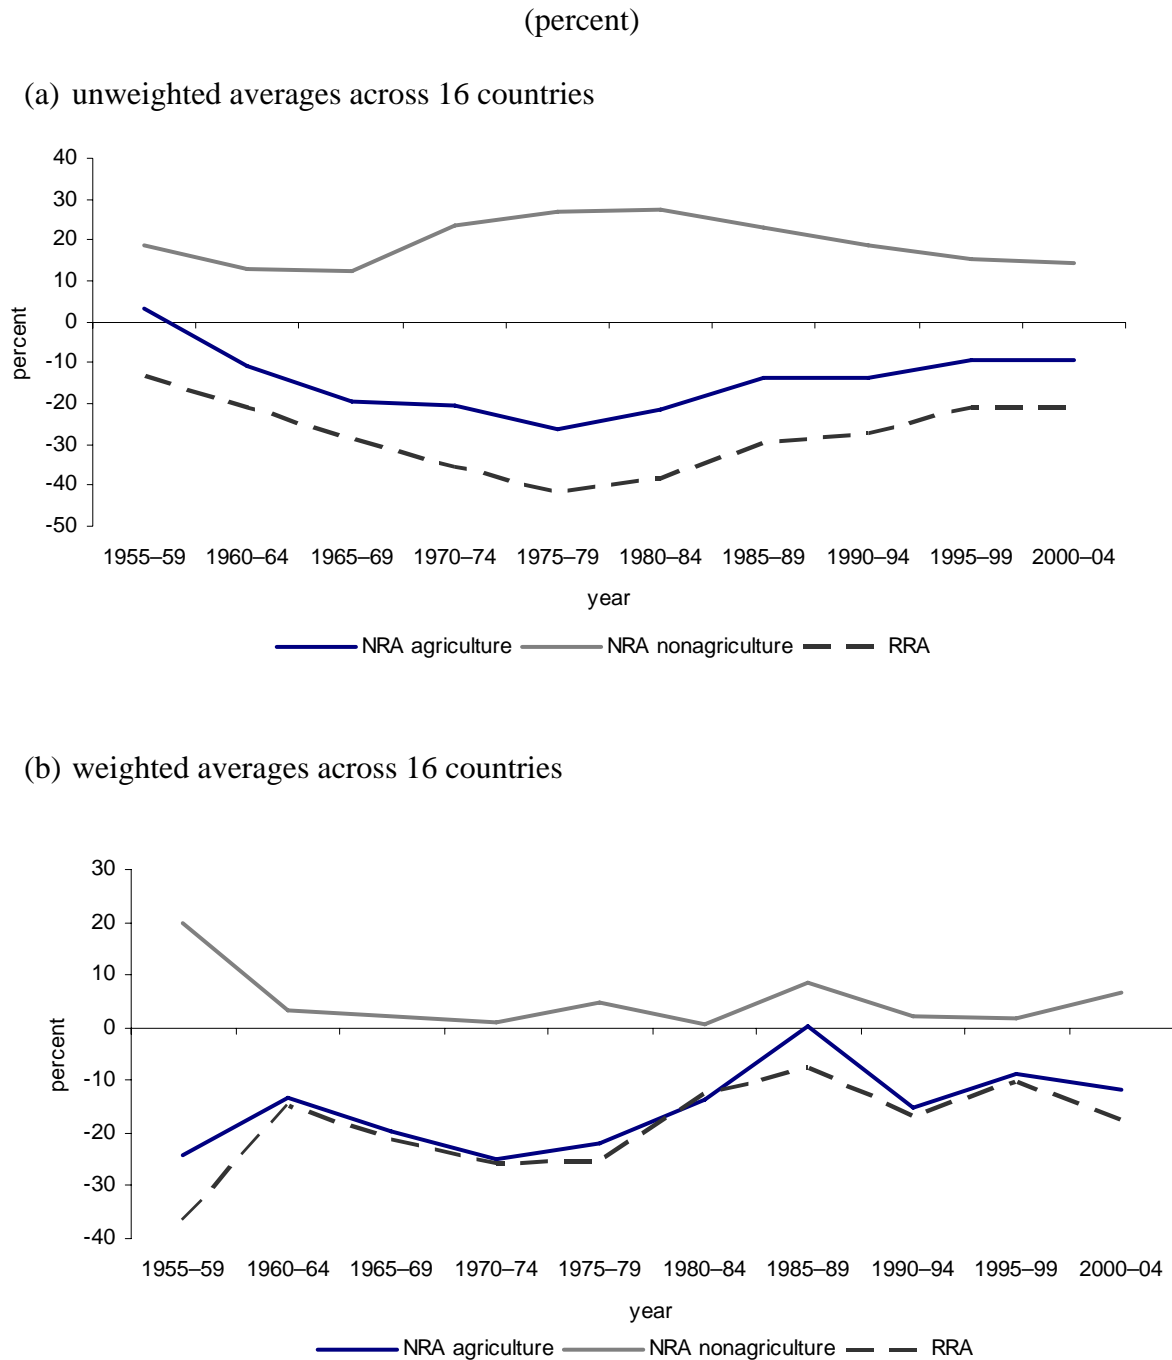 (percent)
(a) unweighted averages across 16 countries
40
30
20
10
0
-10
-20
-30
-40
-50
percent
1955–59 1960–64 1965–69 1970–74 1975–79 1980–84 1985–89 1990–94 1995–99 2000–04
year
NRA agriculture NRA nonagriculture RRA
(b) weighted averages across 16 countries
30
20
10
0
-10
-20
-30
-40
percent
1955–59 1960–64 1965–69 1970–74 1975–79 1980–84 1985–89 1990–94 1995–99 2000–04
year
NRA agriculture NRA nonagriculture RRA